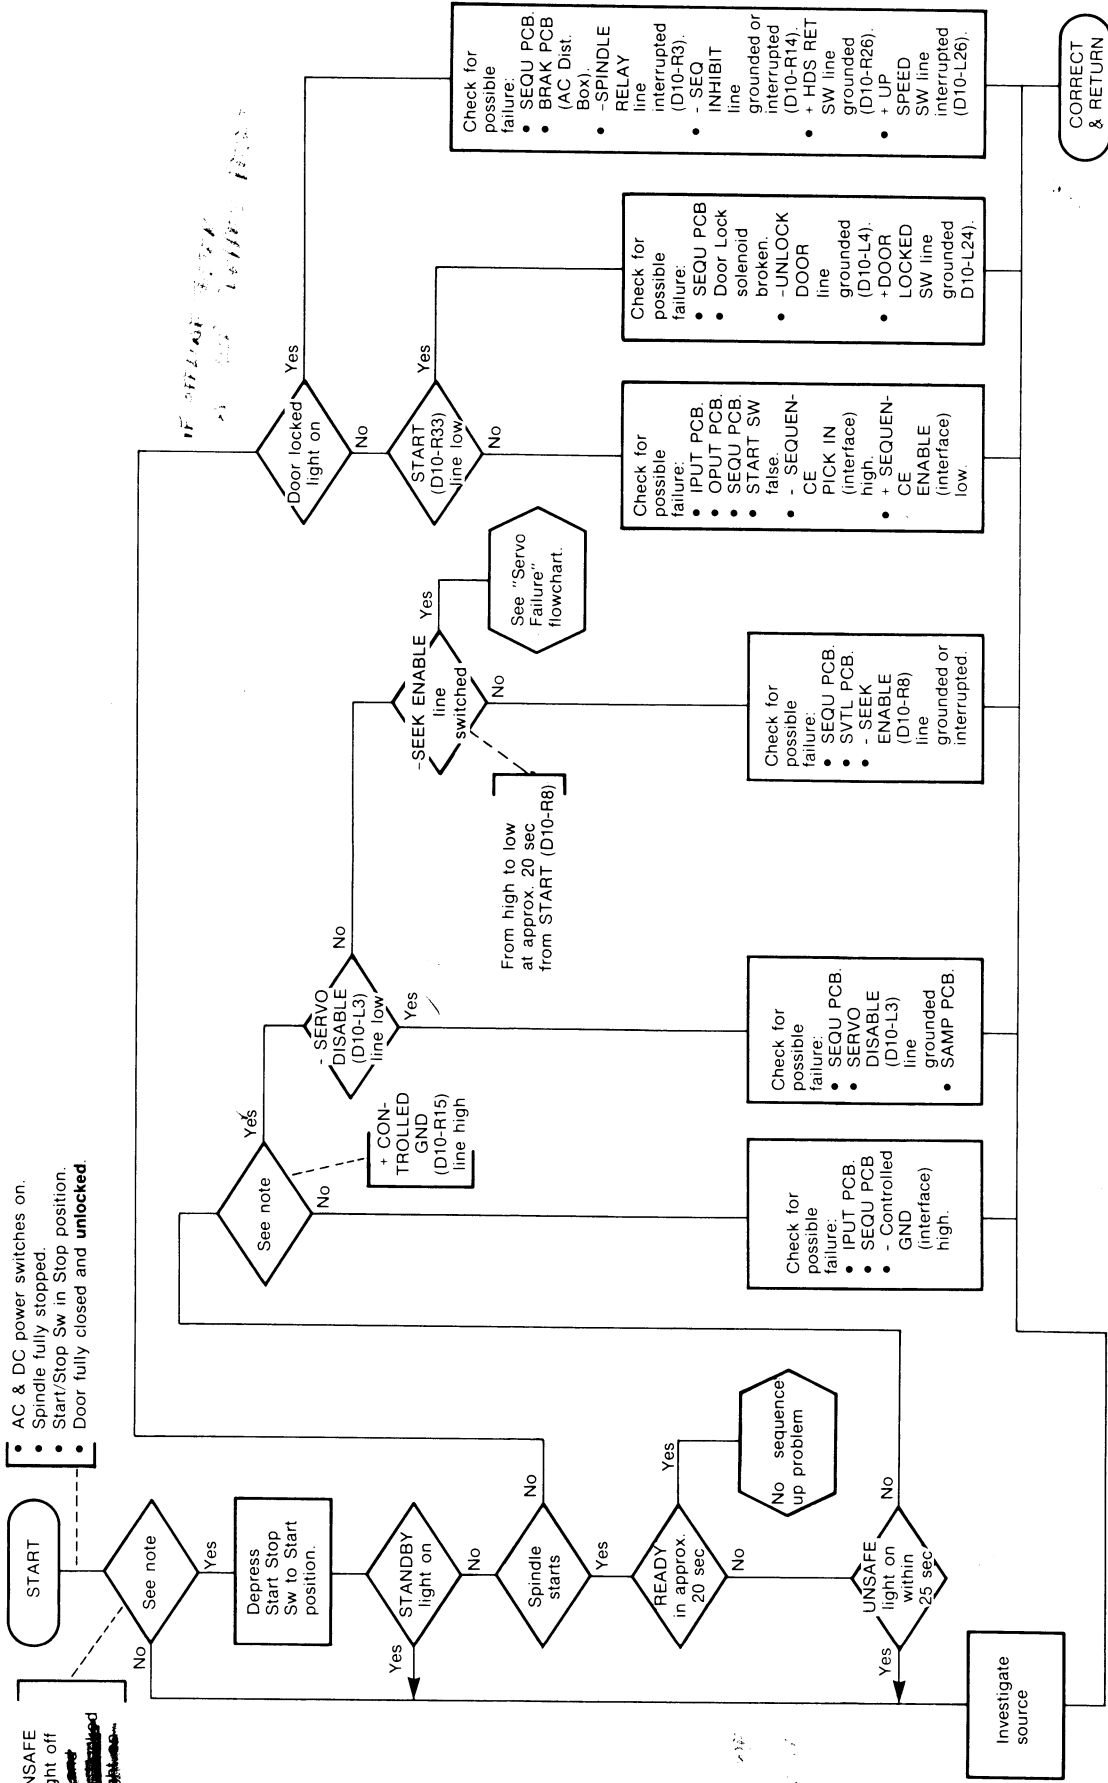 START
• AC & DC power switches on.
• Spindle fully stopped.
• Start/Stop Sw in Stop position.
• Door fully closed and unlocked.
NSAFE
ght off
See note
No
Yes
Depress
Start Stop
Sw to Start
position.
STANDBY
light on
Yes
No
Spindle
starts
No
Yes
READY
in approx.
20 sec
Yes
No
No sequence
up problem
UNSAFE
light on
within
25 sec
Yes
No
Investigate
source
See note
Yes
No
+ CON-
TROLLED
GND
(D10-R15)
line high
Check for
possible
failure:
• IPUT PCB.
• SEQU PCB
• - Controlled
GND
(interface)
high.
- SERVO
DISABLE
(D10-L3)
line low
No
Yes
Check for
possible
failure:
• SEQU PCB.
• SERVO
DISABLE
(D10-L3)
line
grounded
• SAMP PCB.
-SEEK ENABLE
line
switched
Yes
No
From high to low
at approx. 20 sec
from START (D10-R8)
See "Servo
Failure"
flowchart.
Check for
possible
failure:
• SEQU PCB.
• SVTL PCB.
• - SEEK
ENABLE
(D10-R8)
line
grounded or
interrupted.
Door locked
light on
Yes
No
START
(D10-R33)
line low
Yes
No
Check for
possible
failure:
• IPUT PCB.
• OPUT PCB.
• SEQU PCB.
• START SW
false.
• - SEQUEN-
CE
PICK IN
(interface)
high.
• + SEQUEN-
CE
ENABLE
(interface)
low.
Check for
possible
failure:
• SEQU PCB
• Door Lock
solenoid
broken.
• -UNLOCK
DOOR
line
grounded
(D10-L4).
• +DOOR
LOCKED
SW line
grounded
D10-L24).
Check for
possible
failure:
• SEQU PCB.
• BRAK PCB
(AC Dist.
Box).
• -SPINDLE
RELAY
line
interrupted
(D10-R3).
• - SEQ
INHIBIT
line
grounded or
interrupted
(D10-R14).
• + HDS RET
SW line
grounded
(D10-R26).
• + UP
SPEED
SW line
interrupted
(D10-L26).
CORRECT
& RETURN